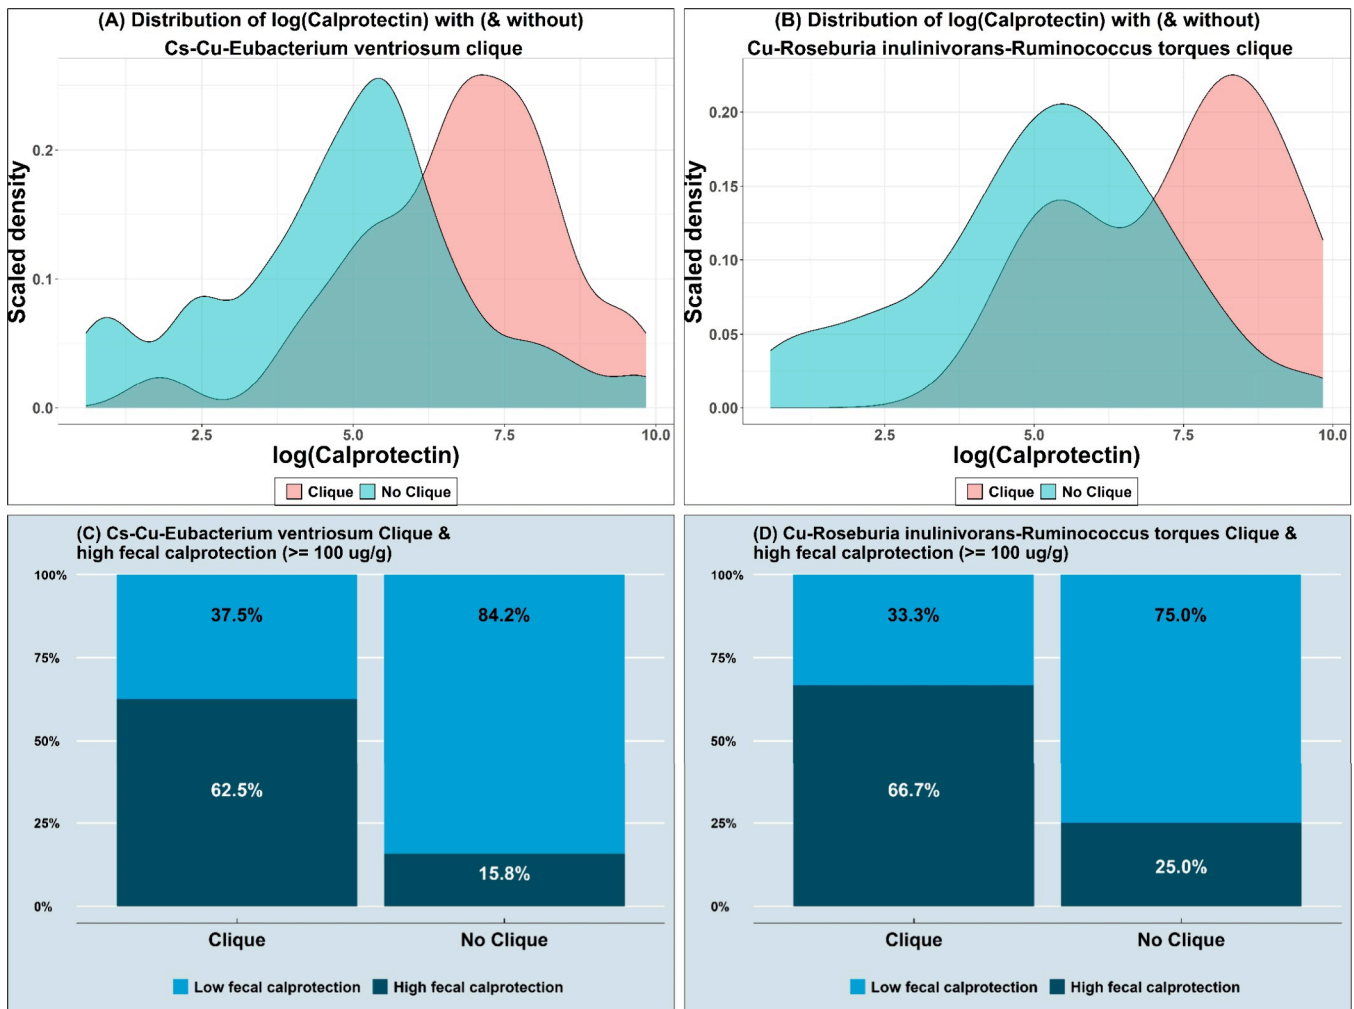 (A) Distribution of log(Calprotectin) with (& without)
Cs-Cu-Eubacterium ventriosum clique
Scaled density
0.2
0.1
0.0
2.5 5.0 7.5 10.0
log(Calprotectin)
Clique No Clique
(B) Distribution of log(Calprotectin) with (& without)
Cu-Roseburia inulinivorans-Ruminococcus torques clique
Scaled density
0.20
0.15
0.10
0.05
0.00
2.5 5.0 7.5 10.0
log(Calprotectin)
Clique No Clique
(C) Cs-Cu-Eubacterium ventriosum Clique &
high fecal calprotection (>= 100 ug/g)
100%
75%
50%
25%
0%
37.5% 84.2%
62.5%
15.8%
Clique No Clique
Low fecal calprotection High fecal calprotection
(D) Cu-Roseburia inulinivorans-Ruminococcus torques Clique &
high fecal calprotection (>= 100 ug/g)
100%
75%
50%
25%
0%
33.3% 75.0%
66.7%
25.0%
Clique No Clique
Low fecal calprotection High fecal calprotection